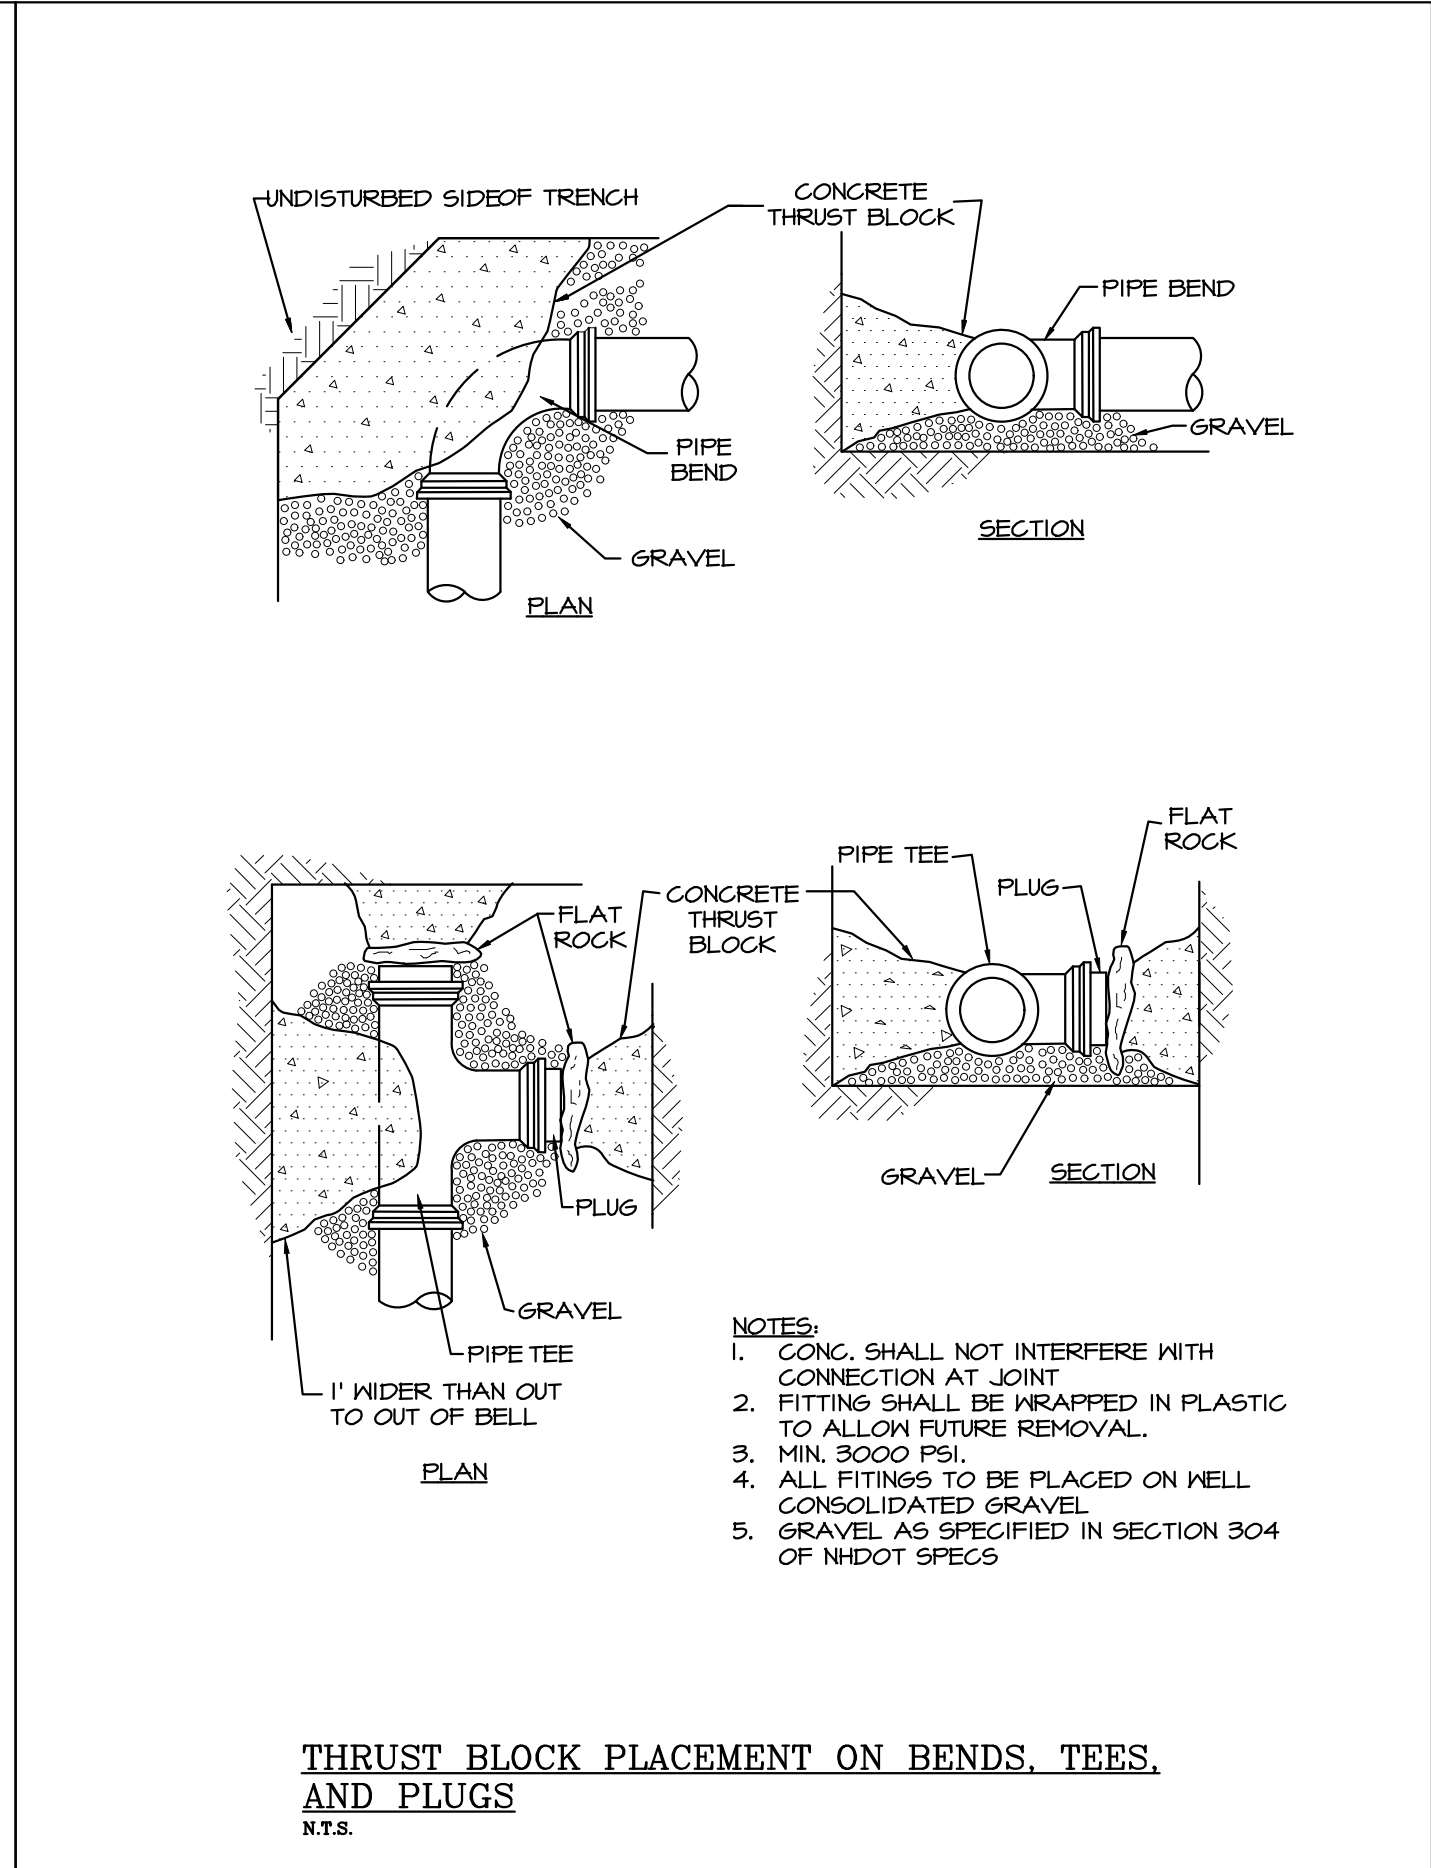 UNDISTURBED SIDEOF TRENCH
CONCRETE
THRUST BLOCK
PIPE BEND
PIPE
BEND
GRAVEL
GRAVEL
SECTION
PLAN
FLAT
ROCK
PIPE TEE
PLUG
CONCRETE
THRUST
BLOCK
FLAT
ROCK
GRAVEL
SECTION
PLUG
GRAVEL
PIPE TEE
1' WIDER THAN OUT
TO OUT OF BELL
PLAN
NOTES:
1. CONC. SHALL NOT INTERFERE WITH
CONNECTION AT JOINT
2. FITTING SHALL BE WRAPPED IN PLASTIC
TO ALLOW FUTURE REMOVAL.
3. MIN. 3000 PSI.
4. ALL FITINGS TO BE PLACED ON WELL
CONSOLIDATED GRAVEL
5. GRAVEL AS SPECIFIED IN SECTION 304
OF NHDOT SPECS
THRUST BLOCK PLACEMENT ON BENDS, TEES,
AND PLUGS
N.T.S.